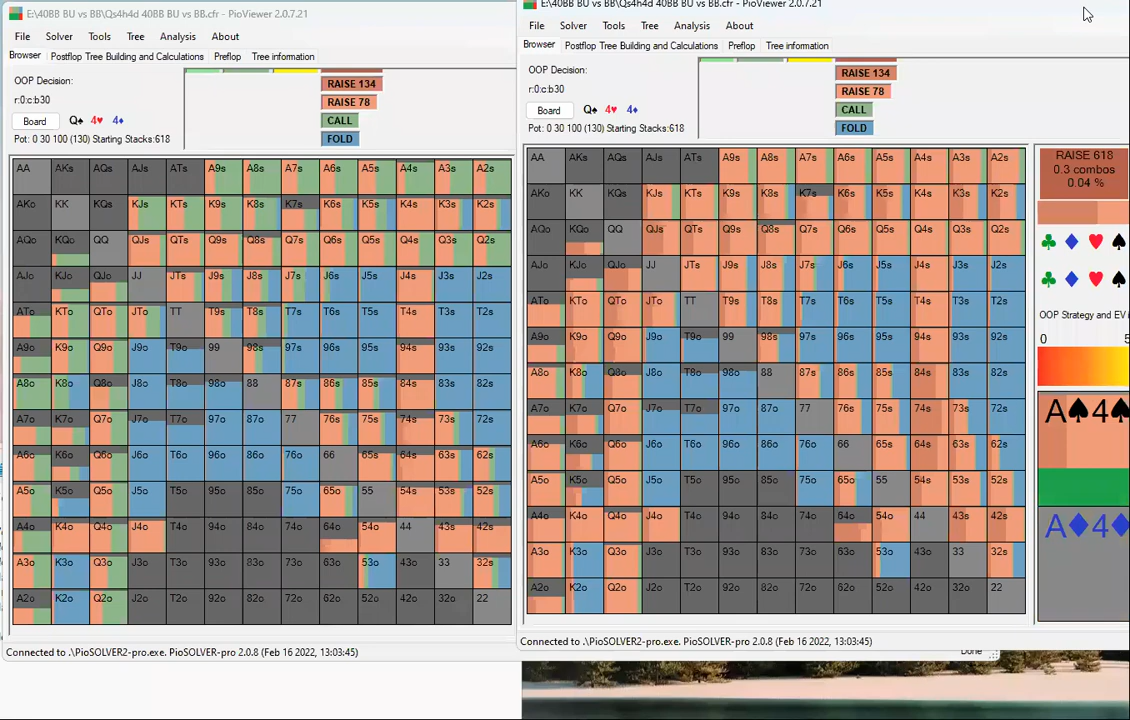 E:\40BB BU vs BB\Qs4h4d 40BB BU vs BB.cfr - PioViewer 2.0.7.21
File Solver Tools Tree Analysis About
Browser Postflop Tree Building and Calculations Preflop Tree information
OOP Decision:
r:0:c:b30
Board Q♠ 4♥ 4♦
Pot: 0 30 100 (130) Starting Stacks:618
RAISE 134
RAISE 78
CALL
FOLD
AA AKs AQs AJs ATs A9s A8s A7s A6s A5s A4s A3s A2s
AKo KK KQs KJs KTs K9s K8s K7s K6s K5s K4s K3s K2s
AQo KQo QQ QJs QTs Q9s Q8s Q7s Q6s Q5s Q4s Q3s Q2s
AJo KJo QJo JJ JTs J9s J8s J7s J6s J5s J4s J3s J2s
ATo KTo QTo JTo TT T9s T8s T7s T6s T5s T4s T3s T2s
A9o K9o Q9o J9o T9o 99 98s 97s 96s 95s 94s 93s 92s
A8o K8o Q8o J8o T8o 98o 88 87s 86s 85s 84s 83s 82s
A7o K7o Q7o J7o T7o 97o 87o 77 76s 75s 74s 73s 72s
A6o K6o Q6o J6o T6o 96o 86o 76o 66 65s 64s 63s 62s
A5o K5o Q5o J5o T5o 95o 85o 75o 65o 55 54s 53s 52s
A4o K4o Q4o J4o T4o 94o 84o 74o 64o 54o 44 43s 42s
A3o K3o Q3o J3o T3o 93o 83o 73o 63o 53o 43o 33 32s
A2o K2o Q2o J2o T2o 92o 82o 72o 62o 52o 42o 32o 22
Connected to .\PioSOLVER2-pro.exe. PioSOLVER-pro 2.0.8 (Feb 16 2022, 13:03:45)
E:\40BB BU vs BB\Qs4h4d 40BB BU vs BB.cfr - PioViewer 2.0.7.21
File Solver Tools Tree Analysis About
Browser Postflop Tree Building and Calculations Preflop Tree information
OOP Decision:
r:0:c:b30
Board Q♠ 4♥ 4♦
Pot: 0 30 100 (130) Starting Stacks:618
RAISE 134
RAISE 78
CALL
FOLD
AA AKs AQs AJs ATs A9s A8s A7s A6s A5s A4s A3s A2s
AKo KK KQs KJs KTs K9s K8s K7s K6s K5s K4s K3s K2s
AQo KQo QQ QJs QTs Q9s Q8s Q7s Q6s Q5s Q4s Q3s Q2s
AJo KJo QJo JJ JTs J9s J8s J7s J6s J5s J4s J3s J2s
ATo KTo QTo JTo TT T9s T8s T7s T6s T5s T4s T3s T2s
A9o K9o Q9o J9o T9o 99 98s 97s 96s 95s 94s 93s 92s
A8o K8o Q8o J8o T8o 98o 88 87s 86s 85s 84s 83s 82s
A7o K7o Q7o J7o T7o 97o 87o 77 76s 75s 74s 73s 72s
A6o K6o Q6o J6o T6o 96o 86o 76o 66 65s 64s 63s 62s
A5o K5o Q5o J5o T5o 95o 85o 75o 65o 55 54s 53s 52s
A4o K4o Q4o J4o T4o 94o 84o 74o 64o 54o 44 43s 42s
A3o K3o Q3o J3o T3o 93o 83o 73o 63o 53o 43o 33 32s
A2o K2o Q2o J2o T2o 92o 82o 72o 62o 52o 42o 32o 22
RAISE 618
0.3 combos
0.04 %
♣ ♦ ♥ ♠
♣ ♦ ♥ ♠
OOP Strategy and EV
0 5
A♠4♠
A♦4♦
Connected to .\PioSOLVER2-pro.exe. PioSOLVER-pro 2.0.8 (Feb 16 2022, 13:03:45)
Done